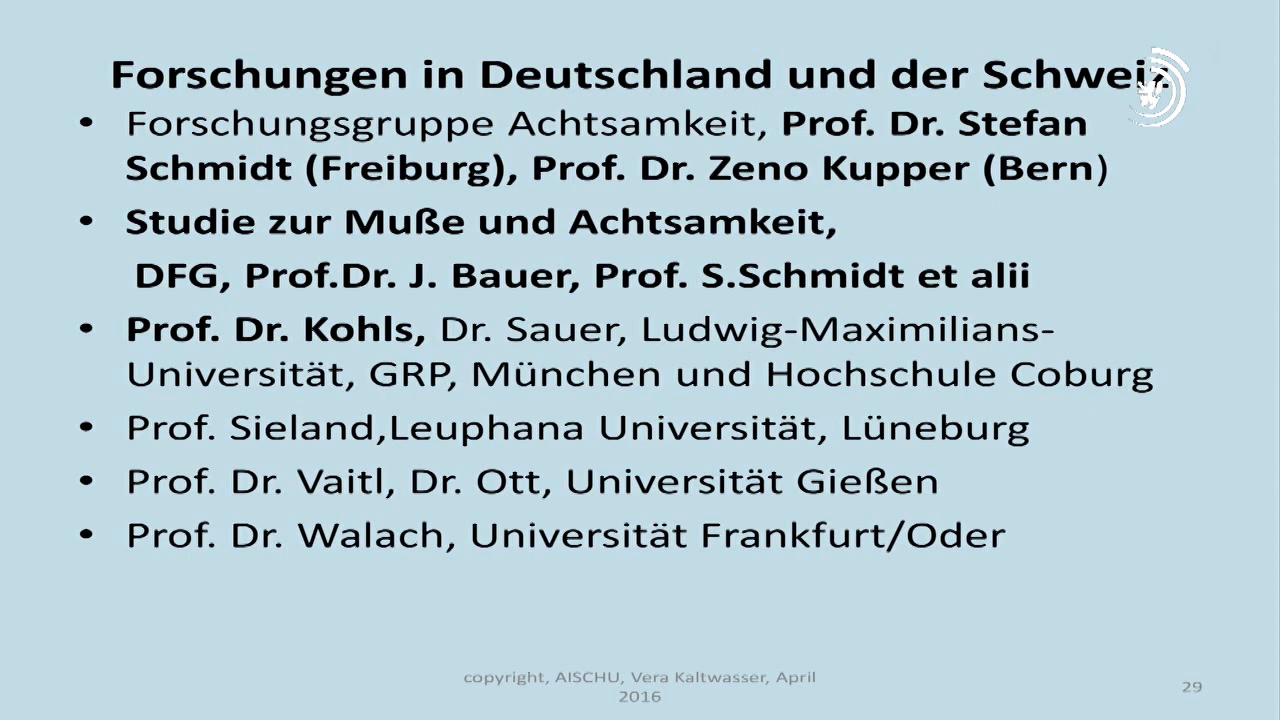 Forschungen in Deutschland und der Schweiz
• Forschungsgruppe Achtsamkeit, Prof. Dr. Stefan
Schmidt (Freiburg), Prof. Dr. Zeno Kupper (Bern)
• Studie zur Muße und Achtsamkeit,
DFG, Prof.Dr. J. Bauer, Prof. S.Schmidt et alii
• Prof. Dr. Kohls, Dr. Sauer, Ludwig-Maximilians-
Universität, GRP, München und Hochschule Coburg
• Prof. Sieland,Leuphana Universität, Lüneburg
• Prof. Dr. Vaitl, Dr. Ott, Universität Gießen
• Prof. Dr. Walach, Universität Frankfurt/Oder
copyright, AISCHU, Vera Kaltwasser, April
2016
29